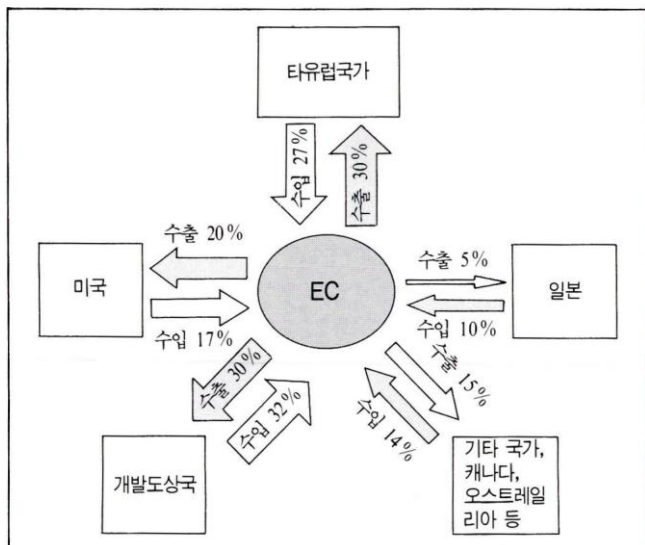 타유럽국가
수입 27%
수출 30%
수출 20%
미국
수입 17%
EC
수출 5%
일본
수입 10%
수출 30%
수입 32%
수출 15%
수입 14%
개발도상국
기타 국가,
캐나다,
오스트레일
리아 등